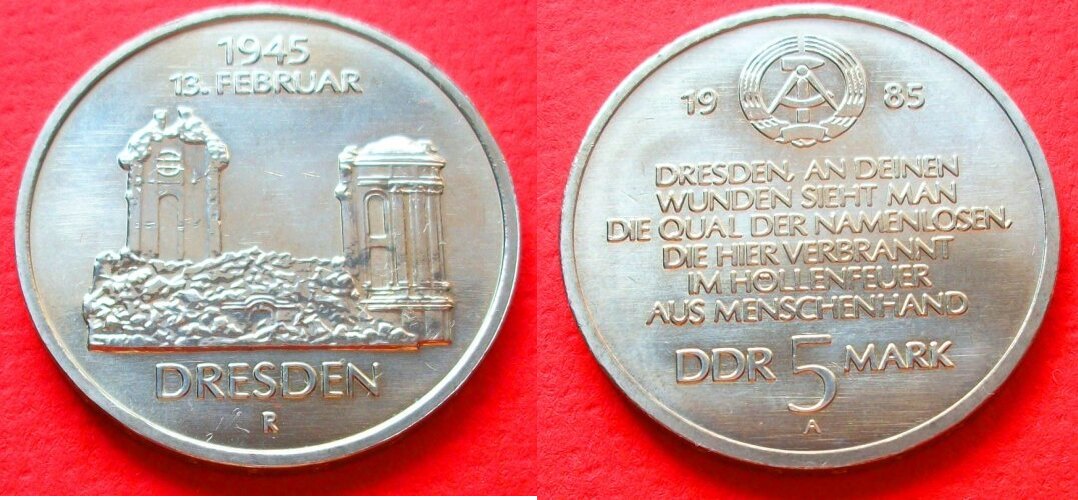 1945
13. FEBRUAR
DRESDEN
R
19 85
DRESDEN, AN DEINEN
WUNDEN SIEHT MAN
DIE QUAL DER NAMENLOSEN,
DIE HIER VERBRANNT
IM HÖLLENFEUER
AUS MENSCHENHAND
DDR 5 MARK
A